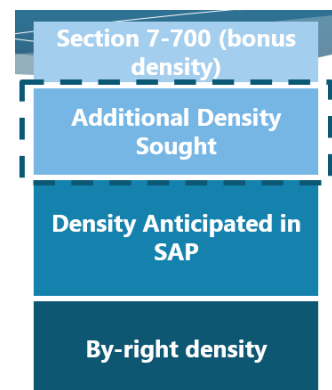 Section 7-700 (bonus
density)
Additional Density
Sought
Density Anticipated in
SAP
By-right density